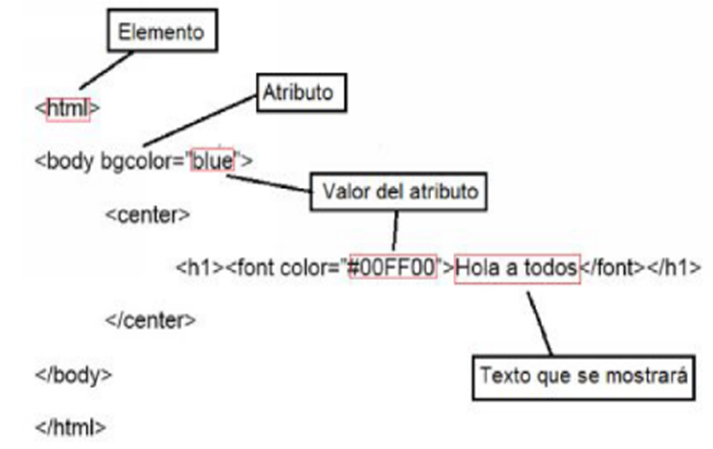 Elemento
Atributo
<html>
<body bgcolor="blue">
Valor del atributo
<center>
<h1><font color="#00FF00">Hola a todos</font></h1>
</center>
Texto que se mostrará
</body>
</html>